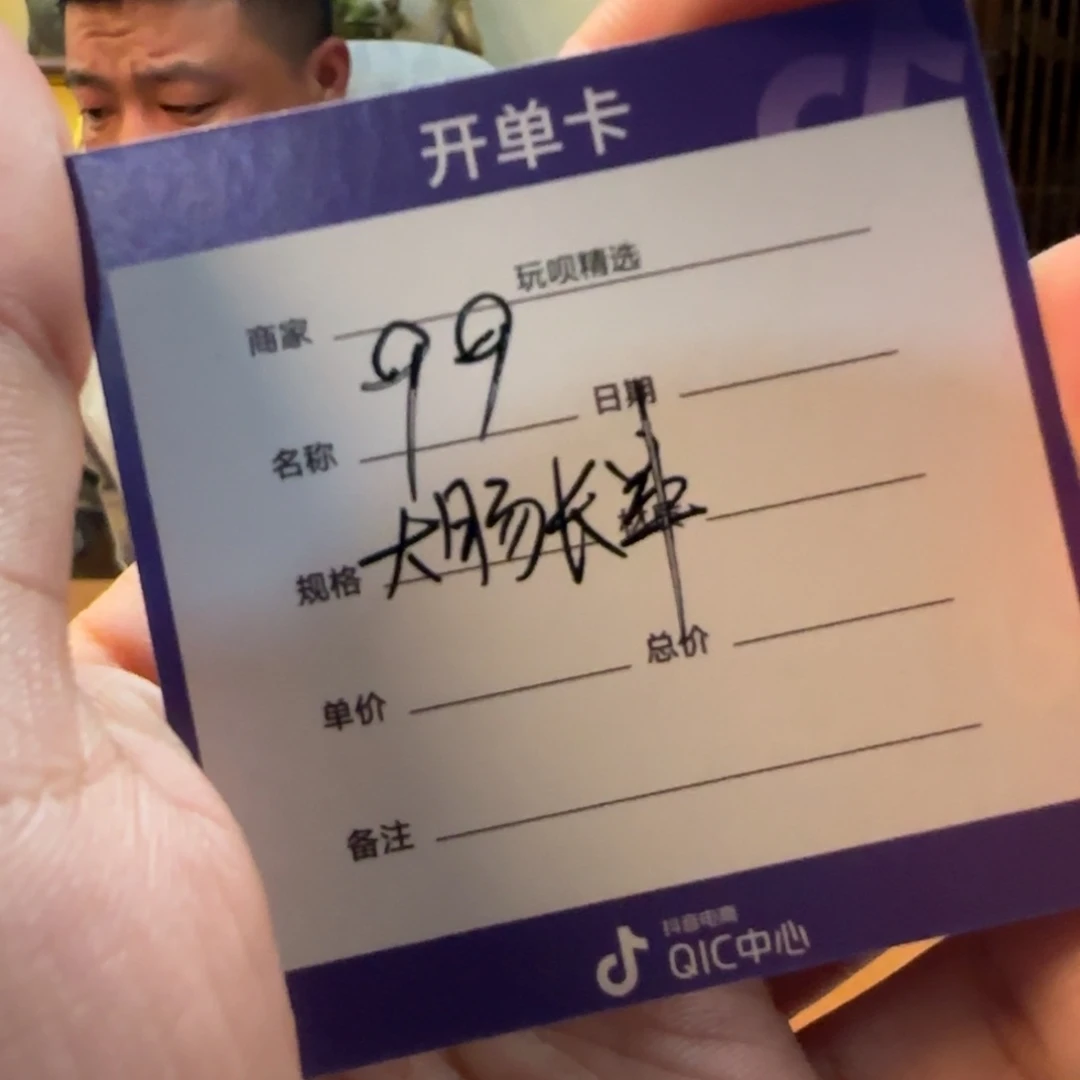 开单卡
商家 玩呗精选
99
名称 日期
大肠长单
规格
单价 总价
备注
抖音电商
QIC中心